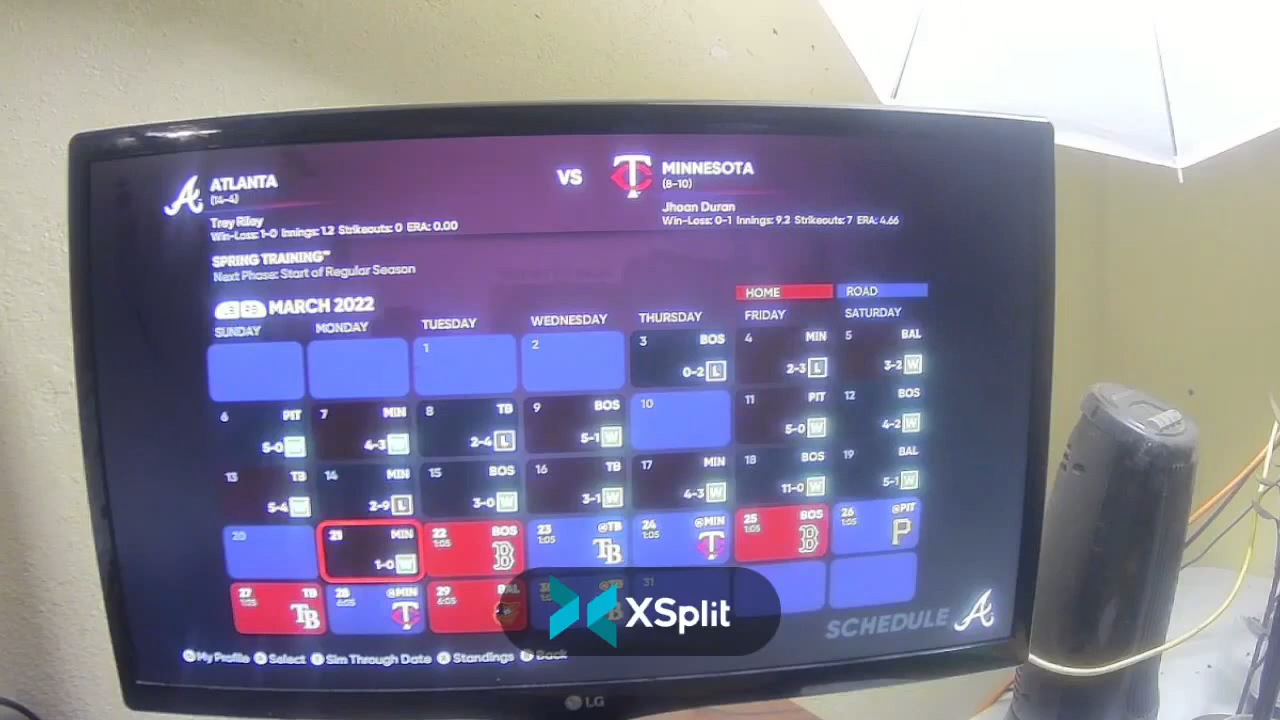 ATLANTA
(14-4)
VS
MINNESOTA
(8-10)
Trey Riley
Win-Loss: 1-0 Innings: 1.2 Strikeouts: 0 ERA: 0.00
Jhoan Duran
Win-Loss: 0-1 Innings: 9.2 Strikeouts: 7 ERA: 4.66
SPRING TRAINING™
Next Phase: Start of Regular Season
MARCH 2022
HOME ROAD
SUNDAY MONDAY TUESDAY WEDNESDAY THURSDAY FRIDAY SATURDAY
1 2 3 BOS 4 MIN 5 BAL
0-2 L 2-3 L 3-2 W
6 PIT 7 MIN 8 TB 9 BOS 10 11 PIT 12 BOS
5-0 W 4-3 W 2-4 L 5-1 W 5-0 W 4-2 W
13 TB 14 MIN 15 BOS 16 TB 17 MIN 18 BOS 19 BAL
5-4 W 2-9 L 3-0 W 3-1 W 4-3 W 11-0 W 5-1 W
20 21 MIN 22 BOS 23 @TB 24 @MIN 25 BOS 26 @PIT
1-0 W 1:05 B 1:05 TB 1:05 T 1:05 B 1:05 P
27 TB 28 @MIN 29 BAL 30 @TB 31
1:05 TB 6:05 T 6:05
XSplit
SCHEDULE A
My Profile Select Sim Through Date Standings Back
LG